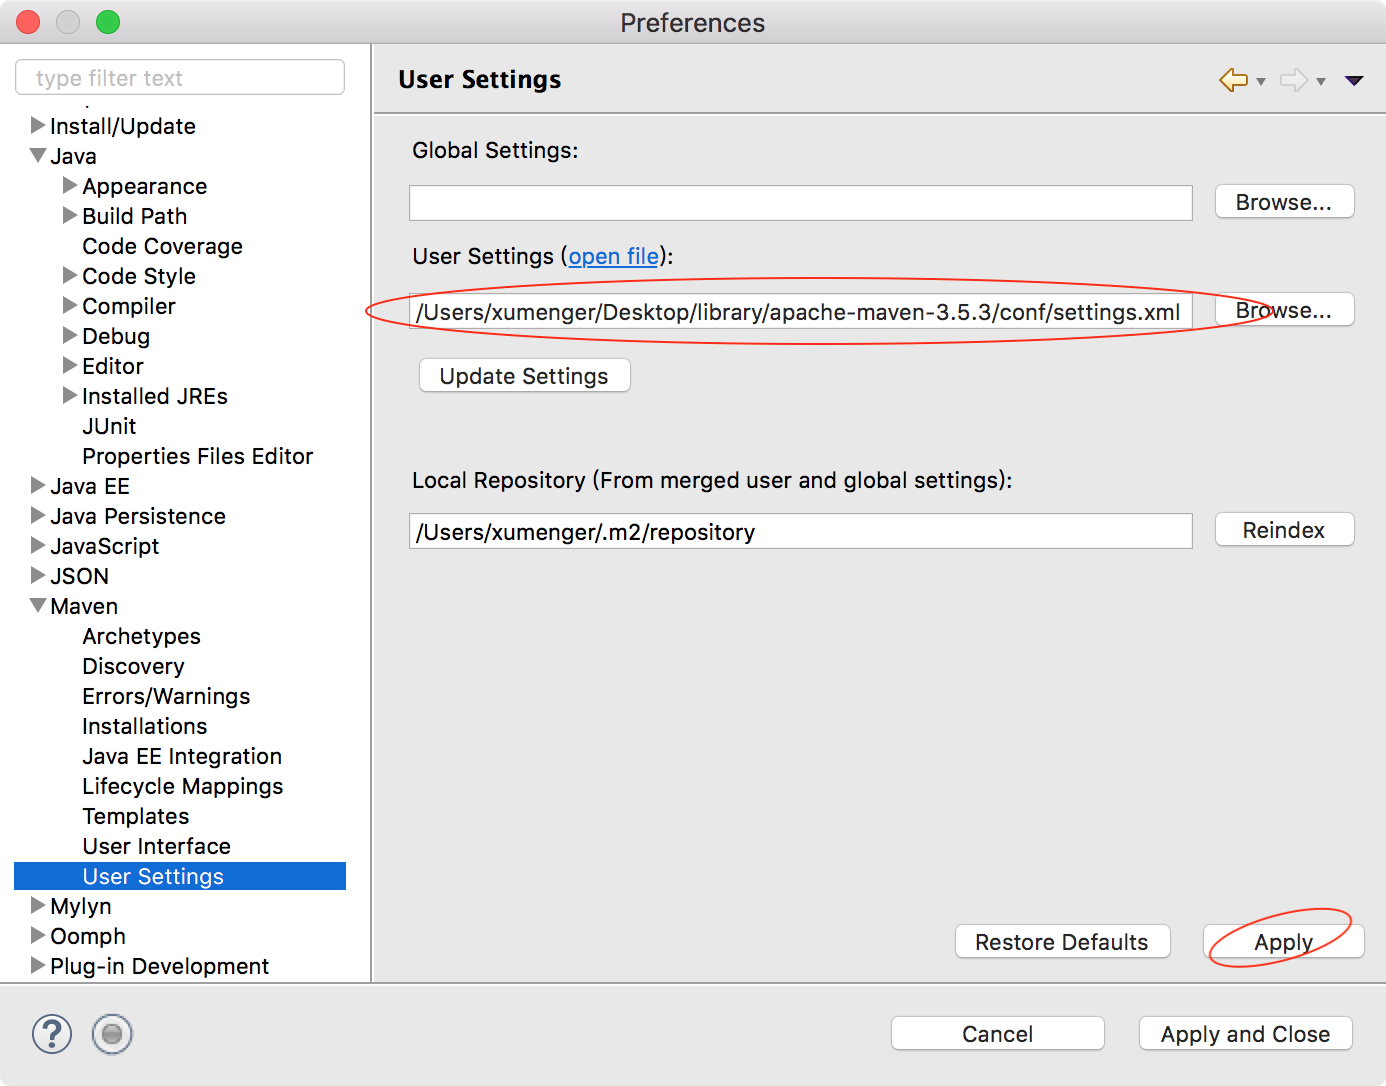 Preferences
type filter text
Install/Update
Java
Appearance
Build Path
Code Coverage
Code Style
Compiler
Debug
Editor
Installed JREs
JUnit
Properties Files Editor
Java EE
Java Persistence
JavaScript
JSON
Maven
Archetypes
Discovery
Errors/Warnings
Installations
Java EE Integration
Lifecycle Mappings
Templates
User Interface
User Settings
Mylyn
Oomph
Plug-in Development
User Settings
Global Settings:
Browse...
User Settings (open file):
/Users/xumenger/Desktop/library/apache-maven-3.5.3/conf/settings.xml
Browse...
Update Settings
Local Repository (From merged user and global settings):
/Users/xumenger/.m2/repository
Reindex
Restore Defaults
Apply
?
Cancel
Apply and Close